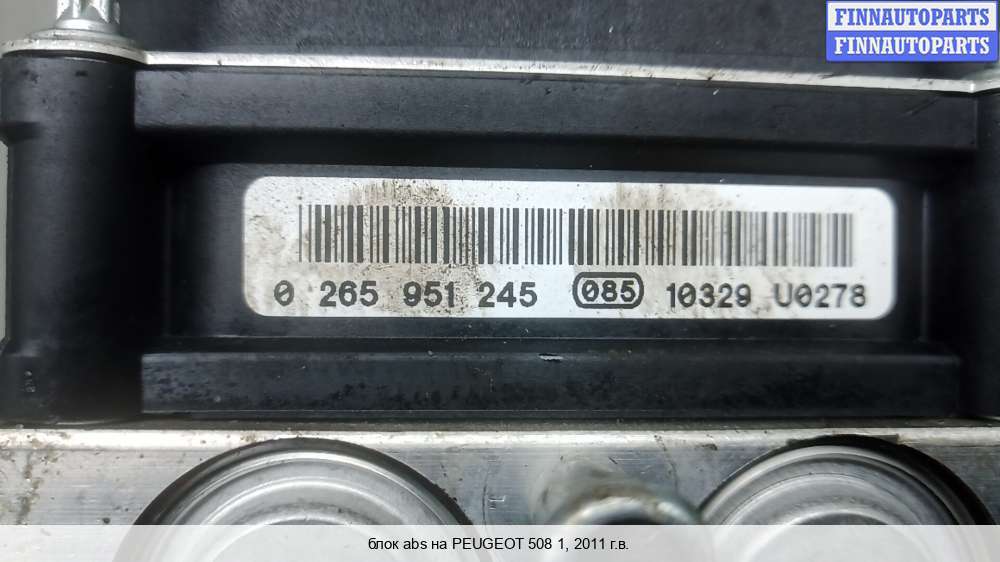 FINNAUTOPARTS
FINNAUTOPARTS
0 265 951 245 085 10329 U0278
блок abs на PEUGEOT 508 1, 2011 г.в.